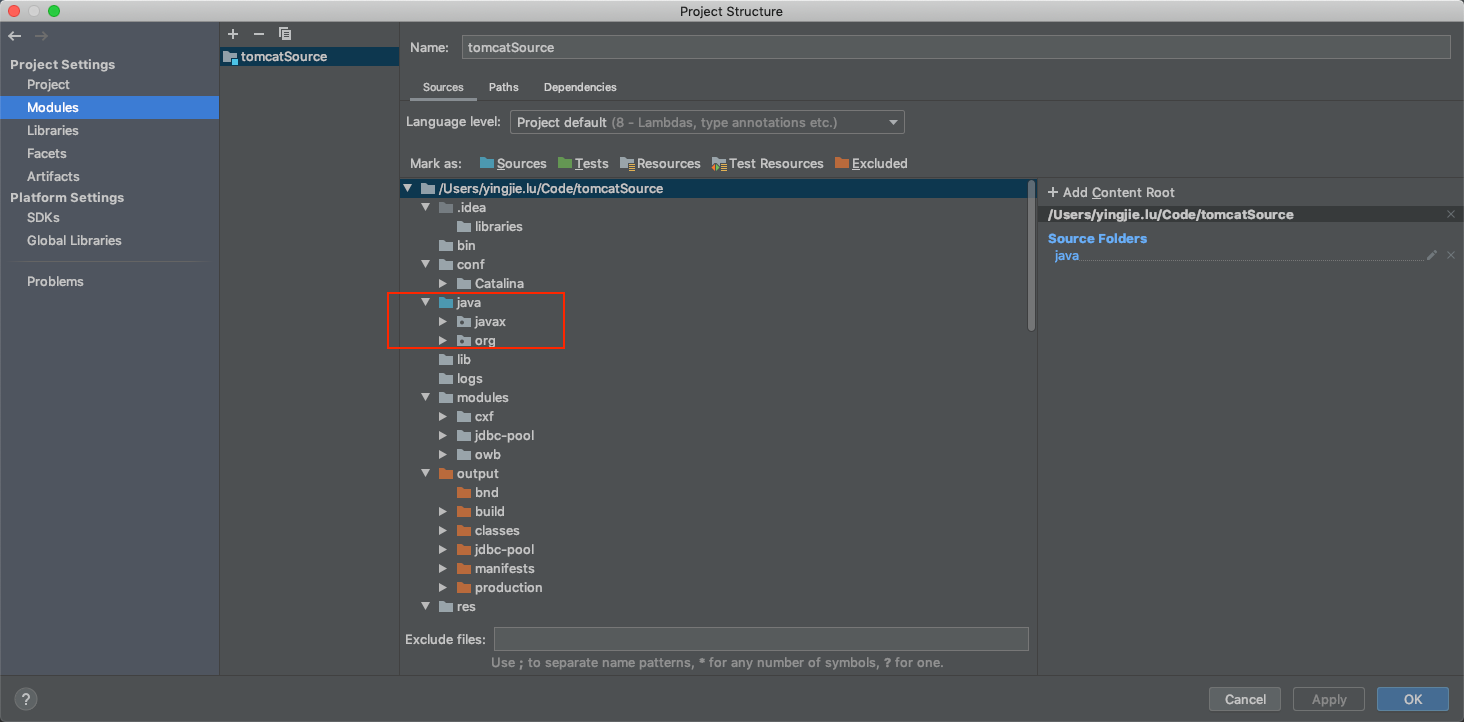 Project Structure
Project Settings
Project
Modules
Libraries
Facets
Artifacts
Platform Settings
SDKs
Global Libraries
Problems
tomcatSource
Name: tomcatSource
Sources Paths Dependencies
Language level: Project default (8 - Lambdas, type annotations etc.)
Mark as: Sources Tests Resources Test Resources Excluded
/Users/yingjie.lu/Code/tomcatSource
.idea
libraries
bin
conf
Catalina
java
javax
org
lib
logs
modules
cxf
jdbc-pool
owb
output
bnd
build
classes
jdbc-pool
manifests
production
res
Exclude files:
Use ; to separate name patterns, * for any number of symbols, ? for one.
+ Add Content Root
/Users/yingjie.lu/Code/tomcatSource
Source Folders
java
? Cancel Apply OK